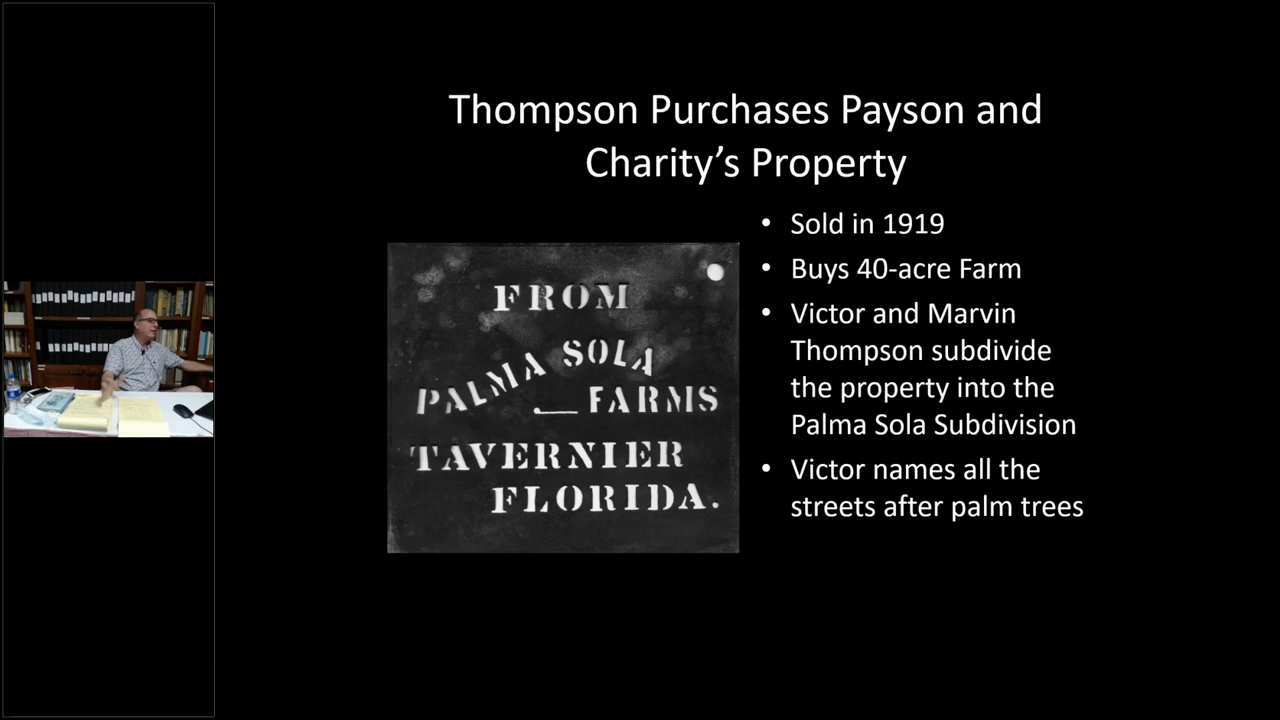 Thompson Purchases Payson and
Charity’s Property
FROM
PALMA SOLA
FARMS
TAVERNIER
FLORIDA.
• Sold in 1919
• Buys 40-acre Farm
• Victor and Marvin
Thompson subdivide
the property into the
Palma Sola Subdivision
• Victor names all the
streets after palm trees